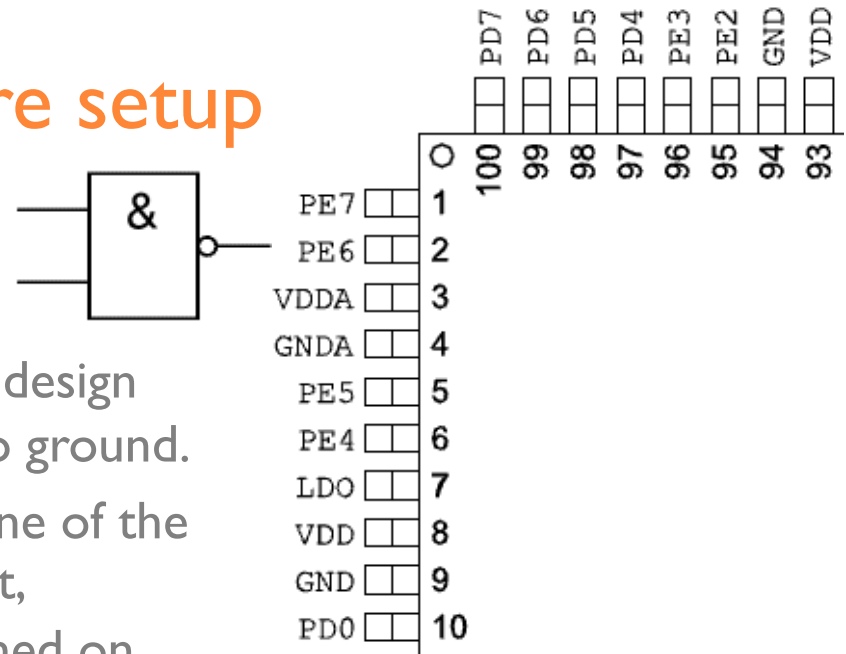 re setup
&
design
o ground.
ne of the
t,
ned on
PD7
PD6
PD5
PD4
PE3
PE2
GND
VDD
100
99
98
97
96
95
94
93
PE7 1
PE6 2
VDDA 3
GNDA 4
PE5 5
PE4 6
LDO 7
VDD 8
GND 9
PD0 10